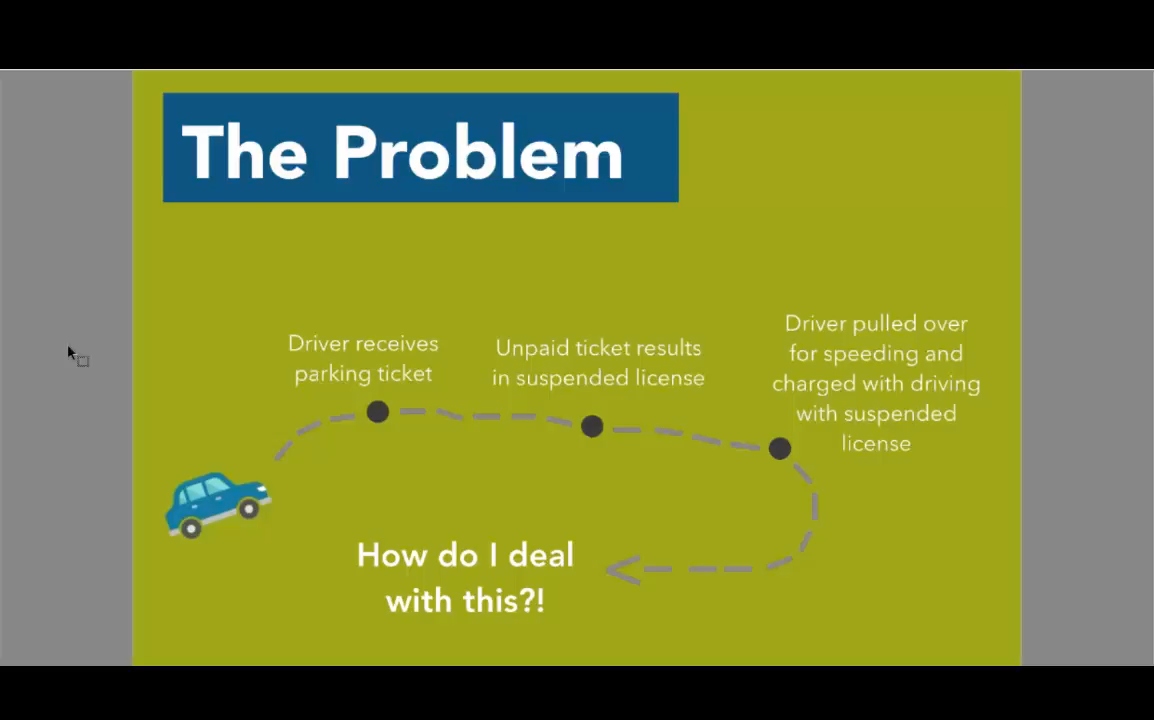 The Problem
Driver receives
parking ticket
Unpaid ticket results
in suspended license
Driver pulled over
for speeding and
charged with driving
with suspended
license
How do I deal
with this?!